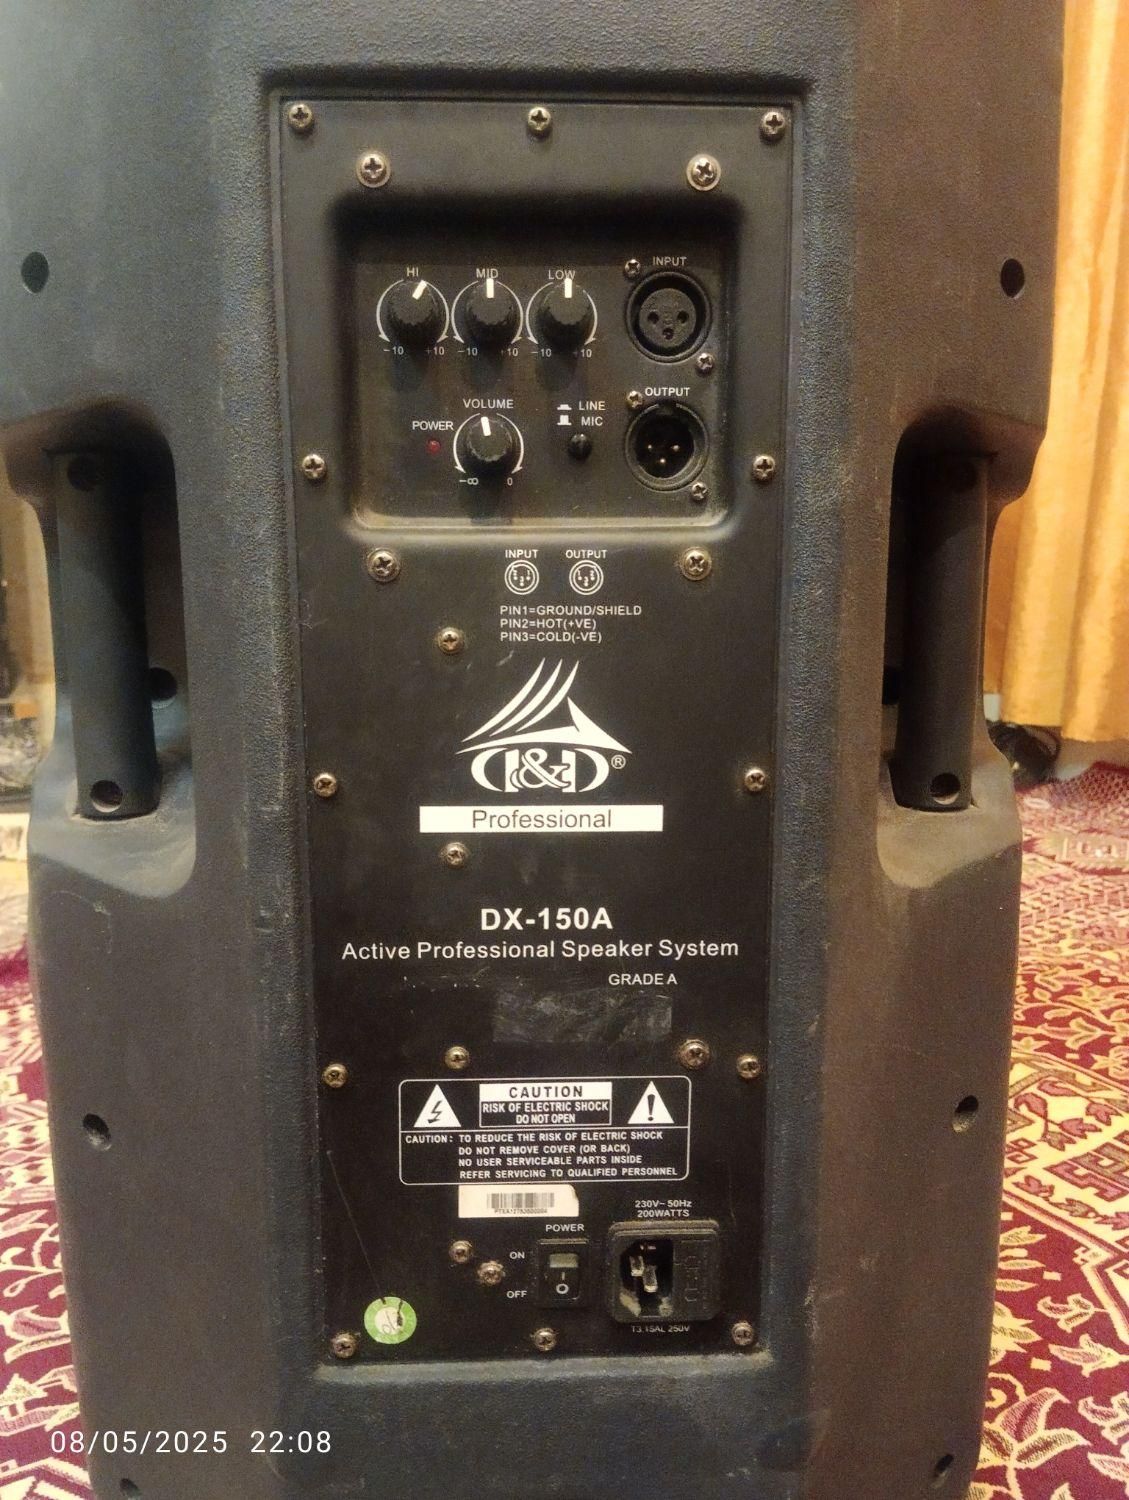 HI MID LOW INPUT
-10 +10 -10 +10 -10 +10
OUTPUT
VOLUME LINE
POWER MIC
-∞ 0
INPUT OUTPUT
PIN1=GROUND/SHIELD
PIN2=HOT(+VE)
PIN3=COLD(-VE)
D&D®
Professional
DX-150A
Active Professional Speaker System
GRADE A
CAUTION
RISK OF ELECTRIC SHOCK
DO NOT OPEN
CAUTION: TO REDUCE THE RISK OF ELECTRIC SHOCK
DO NOT REMOVE COVER (OR BACK)
NO USER SERVICEABLE PARTS INSIDE
REFER SERVICING TO QUALIFIED PERSONNEL
230V~50Hz
200WATTS
POWER
ON
OFF
T3.15AL 250V
08/05/2025 22:08